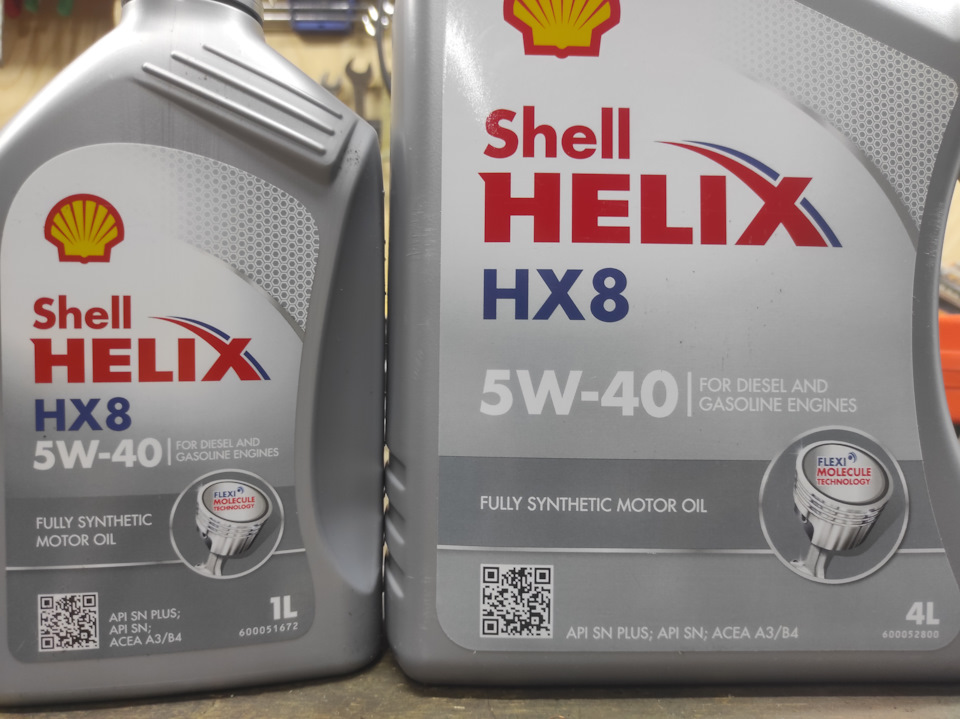 Shell
HELIX
HX8
5W-40
FOR DIESEL AND
GASOLINE ENGINES
FLEXI
MOLECULE
TECHNOLOGY
FULLY SYNTHETIC
MOTOR OIL
API SN PLUS;
API SN;
ACEA A3/B4
1L
600051672
Shell
HELIX
HX8
5W-40
FOR DIESEL AND
GASOLINE ENGINES
FLEXI
MOLECULE
TECHNOLOGY
FULLY SYNTHETIC MOTOR OIL
API SN PLUS; API SN; ACEA A3/B4
4L
600052800